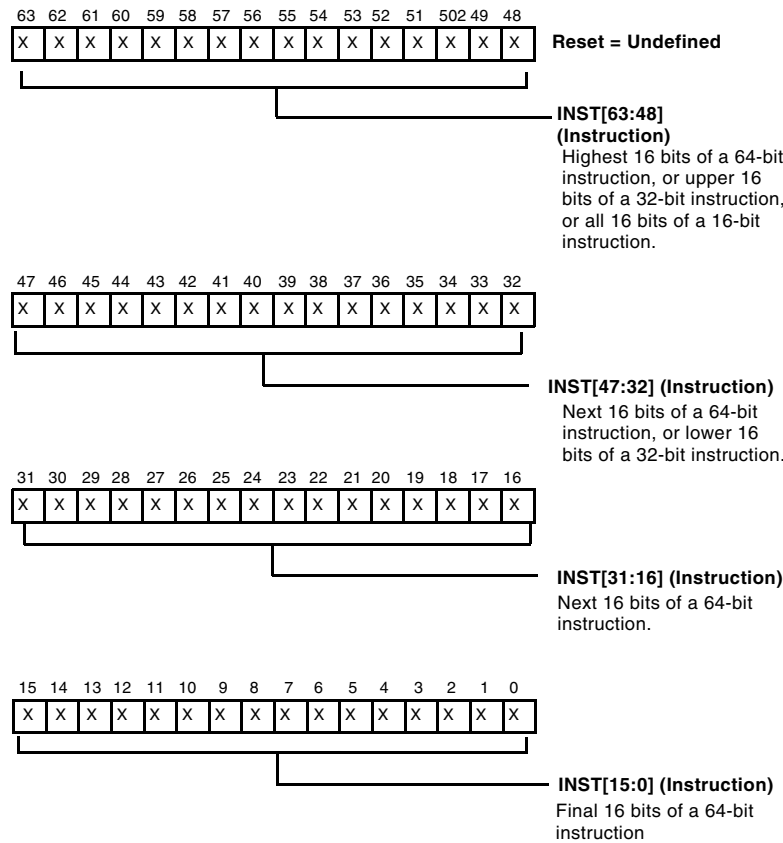 63 62 61 60 59 58 57 56 55 54 53 52 51 502 49 48
X X X X X X X X X X X X X X X X
Reset = Undefined
INST[63:48]
(Instruction)
Highest 16 bits of a 64-bit
instruction, or upper 16
bits of a 32-bit instruction,
or all 16 bits of a 16-bit
instruction.
47 46 45 44 43 42 41 40 39 38 37 36 35 34 33 32
X X X X X X X X X X X X X X X X
INST[47:32] (Instruction)
Next 16 bits of a 64-bit
instruction, or lower 16
bits of a 32-bit instruction.
31 30 29 28 27 26 25 24 23 22 21 20 19 18 17 16
X X X X X X X X X X X X X X X X
INST[31:16] (Instruction)
Next 16 bits of a 64-bit
instruction.
15 14 13 12 11 10 9 8 7 6 5 4 3 2 1 0
X X X X X X X X X X X X X X X X
INST[15:0] (Instruction)
Final 16 bits of a 64-bit
instruction